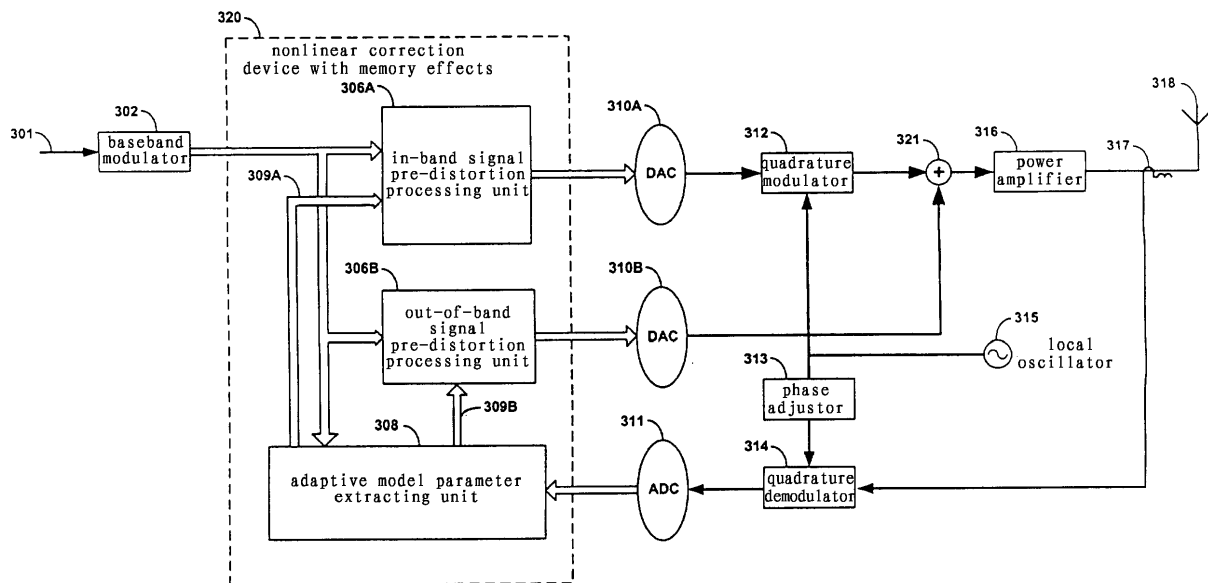 320
nonlinear correction
device with memory effects
306A
310A
318
302
312
321
316
317
301
baseband
modulator
in-band signal
pre-distortion
processing unit
DAC
quadrature
modulator
+
power
amplifier
309A
306B
310B
out-of-band
signal
pre-distortion
processing unit
DAC
315
local
oscillator
313
phase
adjustor
309B
308
311
314
adaptive model parameter
extracting unit
ADC
quadrature
demodulator